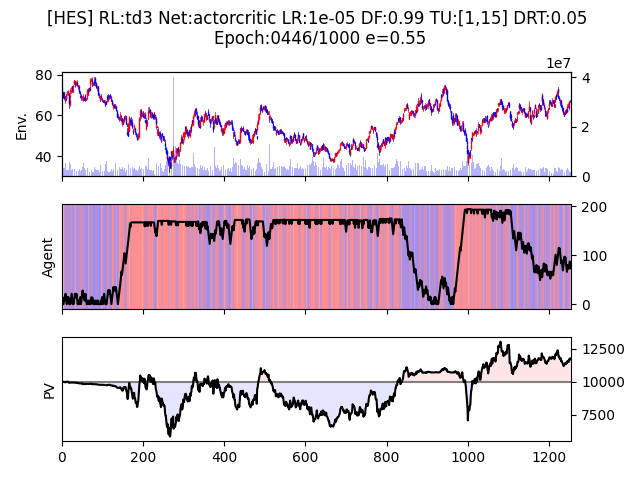 [HES] RL:td3 Net:actorcritic LR:1e-05 DF:0.99 TU:[1,15] DRT:0.05
Epoch:0446/1000 e=0.55
1e7
80
60
40
Env.
4
2
0
Agent
200
100
0
PV
12500
10000
7500
0 200 400 600 800 1000 1200